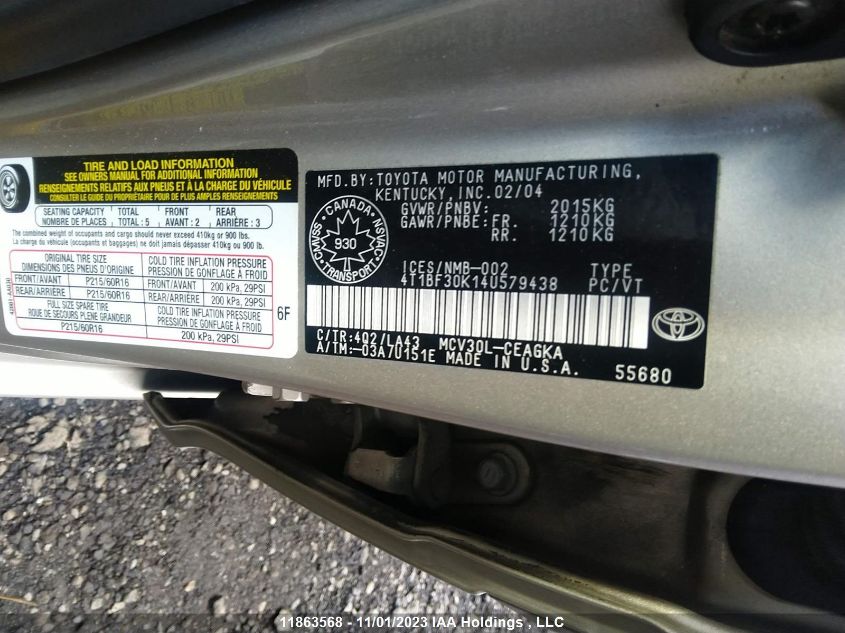 TIRE AND LOAD INFORMATION
SEE OWNERS MANUAL FOR ADDITIONAL INFORMATION
RENSEIGNEMENTS RELATIFS AUX PNEUS ET À LA CHARGE DU VÉHICULE
CONSULTER LE GUIDE DU PROPRIÉTAIRE POUR PLUS DE RENSEIGNEMENTS
SEATING CAPACITY TOTAL FRONT REAR
NOMBRE DE PLACES TOTAL : 5 AVANT : 2 ARRIÈRE : 3
The combined weight of occupants and cargo should never exceed 410kg or 900 lbs.
La charge du véhicule (occupants et bagages) ne doit jamais dépasser 410kg ou 900 lb.
ORIGINAL TIRE SIZE COLD TIRE INFLATION PRESSURE
DIMENSIONS DES PNEUS D'ORIGINE PRESSION DE GONFLAGE À FROID
FRONT/AVANT P215/60R16 FRONT/AVANT 200 kPa, 29PSI
REAR/ARRIÈRE P215/60R16 REAR/ARRIÈRE 200 kPa, 29PSI
FULL SIZE SPARE TIRE COLD TIRE INFLATION PRESSURE
ROUE DE SECOURS PLEINE GRANDEUR PRESSION DE GONFLAGE À FROID
P215/60R16 200 kPa, 29PSI
6F
MFD.BY:TOYOTA MOTOR MANUFACTURING,
KENTUCKY, INC.02/04
GVWR/PNBV: 2015KG
GAWR/PNBE:FR. 1210KG
RR. 1210KG
CANADA
CMVSS NSVAC
930
TRANSPORT
ICES/NMB-002 TYPE
4T1BF30K14U579438 PC/VT
C/TR:4Q2/LA43 MCV30L-CEAGKA
A/TM:-03A7U151E MADE IN U.S.A. 55680
TOYOTA
11863568 - 11/01/2023 IAA Holdings , LLC